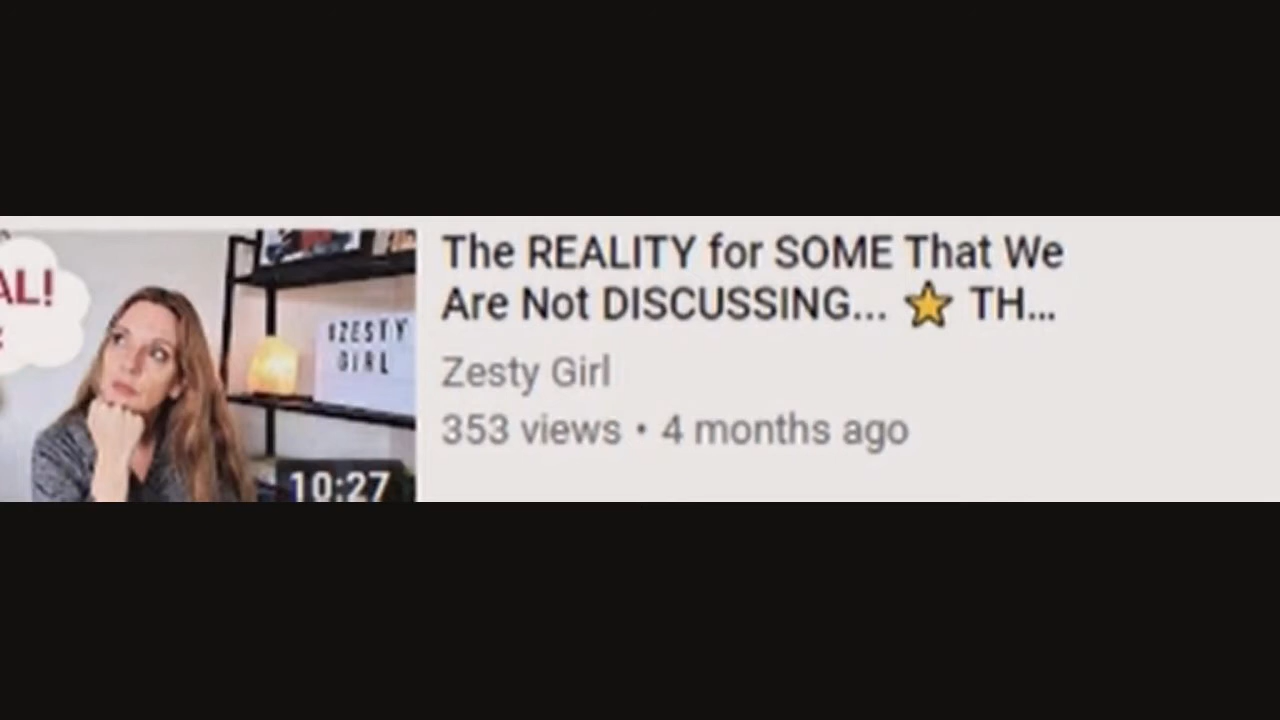 AL!
#ZESTY
GIRL
10:27
The REALITY for SOME That We
Are Not DISCUSSING... ⭐ TH...
Zesty Girl
353 views • 4 months ago